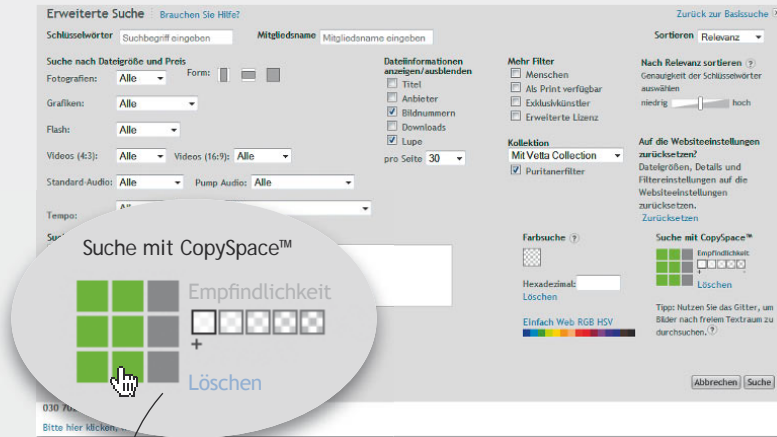 Erweiterte Suche Brauchen Sie Hilfe? Zurück zur Basissuche
Schlüsselwörter Suchbegriff eingeben Mitgliedsname Mitgliedsname eingeben Sortieren Relevanz
Suche nach Dateigröße und Preis
Fotografien: Alle Form:
Grafiken: Alle
Flash: Alle
Videos (4:3): Alle Videos (16:9): Alle
Standard-Audio: Alle Pump Audio: Alle
Tempo:
Dateiinformationen
anzeigen/ausblenden
Titel
Anbieter
Bildnummern
Downloads
Lupe
pro Seite 30
Mehr Filter
Menschen
Als Print verfügbar
Exklusivkünstler
Erweiterte Lizenz
Kollektion
Mit Vetta Collection
Puritanerfilter
Nach Relevanz sortieren ?
Genauigkeit der Schlüsselwörter
auswählen
niedrig hoch
Auf die Websiteeinstellungen
zurücksetzen?
Dateigrößen, Details und
Filtereinstellungen auf die
Websiteeinstellungen
zurücksetzen.
Zurücksetzen
Suche mit CopySpace™
Empfindlichkeit
+
Löschen
Farbsuche ?
Hexadezimal:
Löschen
Einfach Web RGB HSV
Suche mit CopySpace™
Empfindlichkeit
+
Löschen
Tipp: Nutzen Sie das Gitter, um
Bilder nach freiem Textraum zu
durchsuchen. ?
Abbrechen Suche
030
Bitte hier klicken,